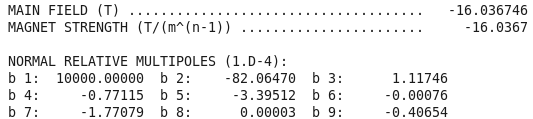 MAIN FIELD (T) ..................................... -16.036746
MAGNET STRENGTH (T/(m^(n-1)) ....................... -16.0367

NORMAL RELATIVE MULTIPOLES (1.D-4):
b 1: 10000.00000 b 2: -82.06470 b 3: 1.11746
b 4: -0.77115 b 5: -3.39512 b 6: -0.00076
b 7: -1.77079 b 8: 0.00003 b 9: -0.40654